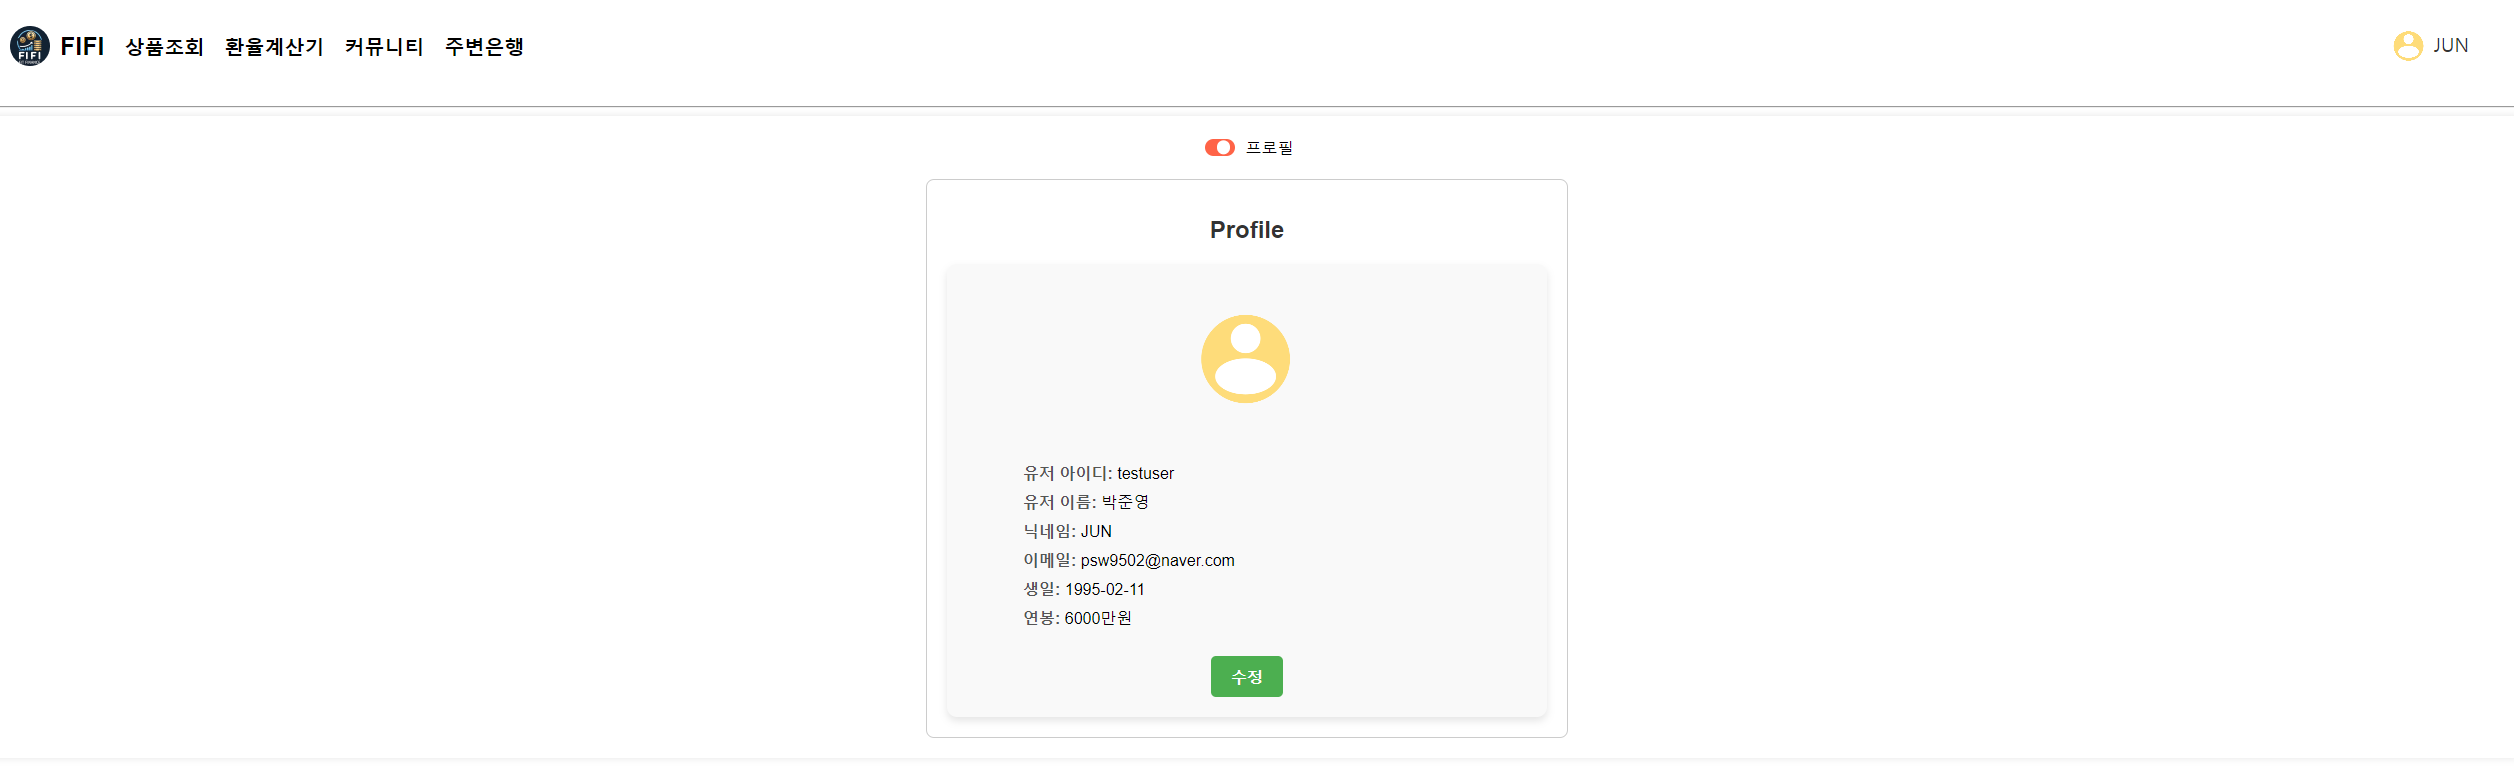 FIFI 상품조회 환율계산기 커뮤니티 주변은행 JUN
프로필
Profile
유저 아이디: testuser
유저 이름: 박준영
닉네임: JUN
이메일: psw9502@naver.com
생일: 1995-02-11
연봉: 6000만원
수정